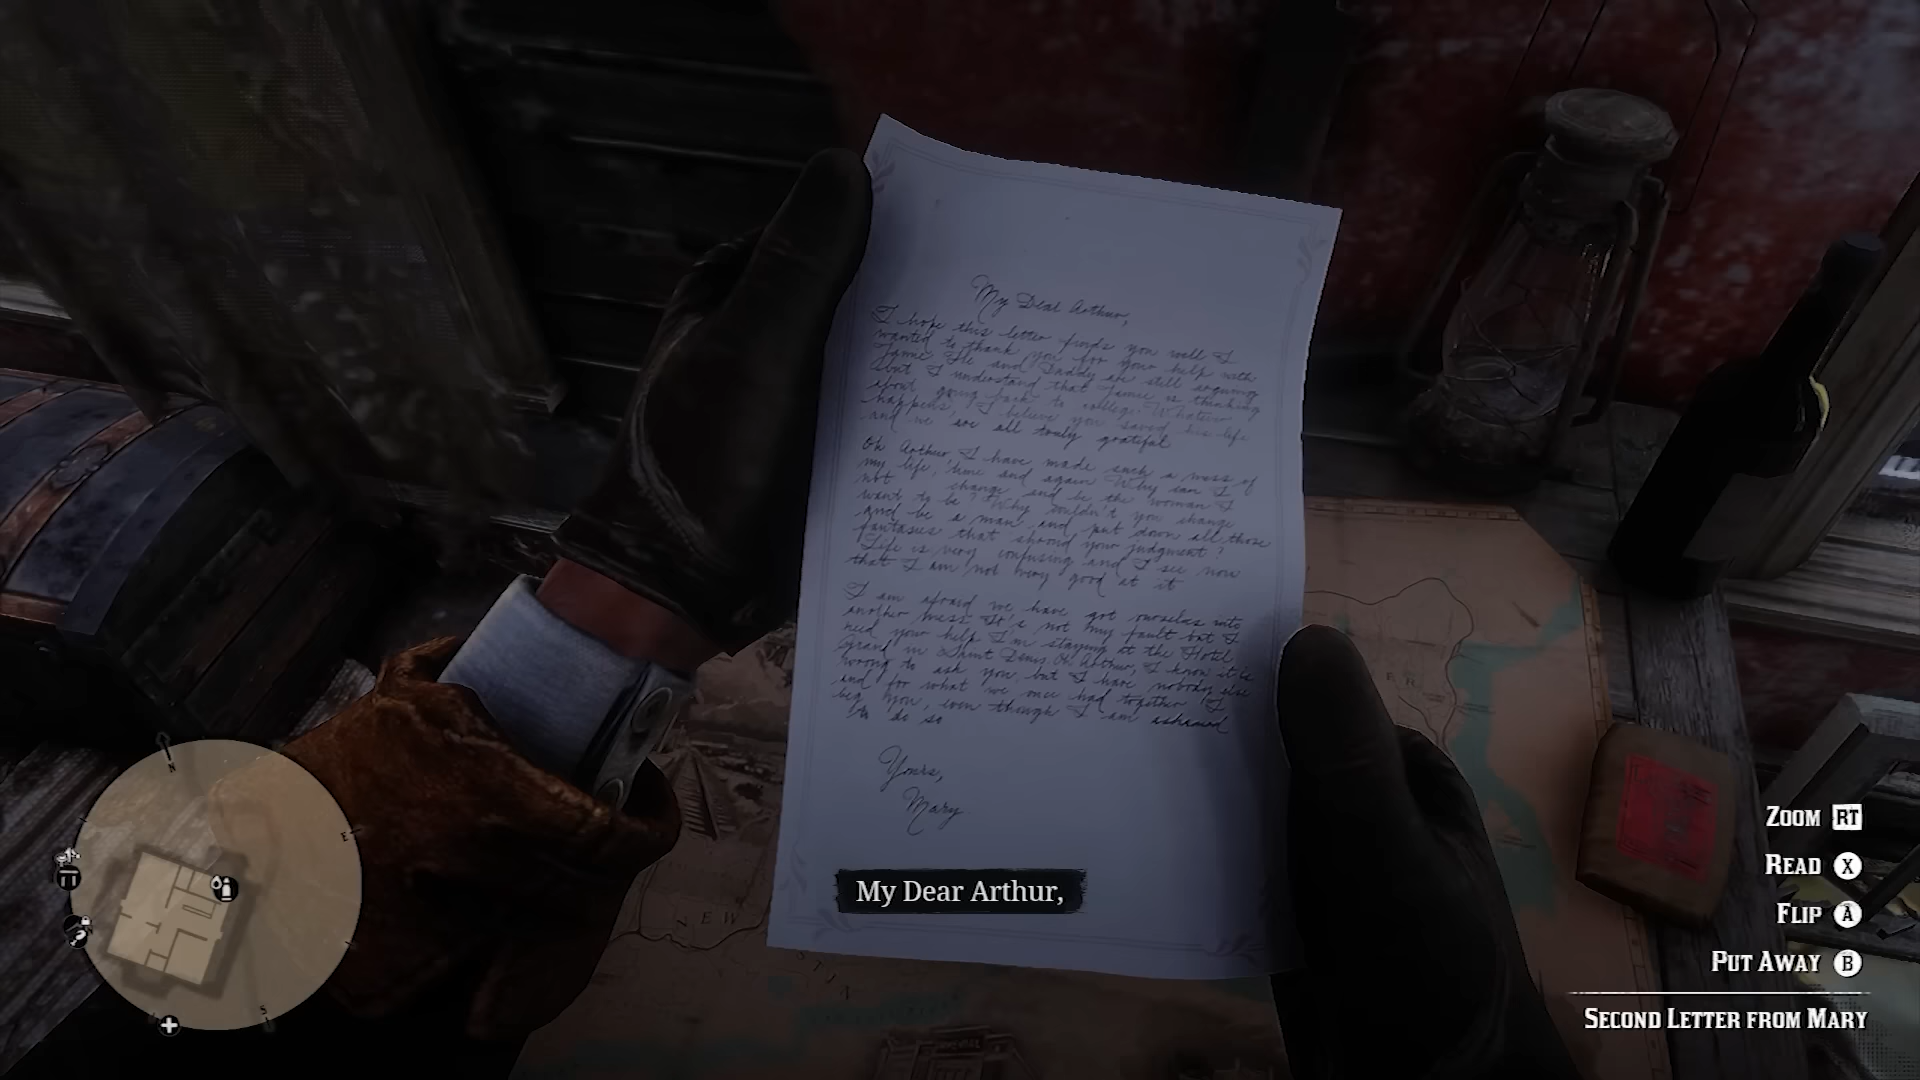 My Dear Arthur,
I hope this letter finds you well I
wanted to thank you for your help with
Jamie He and Daddy are still arguing
but I understand that Jamie is thinking
about going back to college Whatever
happens, I believe you saved his life
and we are all truly grateful
Oh Arthur I have made such a mess of
my life, time and again Why can I
not change and be the woman I
want to be? Why wouldn't you change
and be a man and put down all those
fantasies that shroud your judgment?
Life is very confusing and I see now
that I am not very good at it
I am afraid we have got ourselves into
another mess It's not my fault but I
need your help I'm staying at the Hotel
Grand in Saint Denis Oh Arthur, I know it is
wrong to ask you but I have nobody else
and for what we once had together I
beg you, even though I am ashamed
to do so
Yours,
Mary
My Dear Arthur,
NEW
N
E
S
Zoom RT
Read X
Flip A
Put Away B
Second Letter from Mary